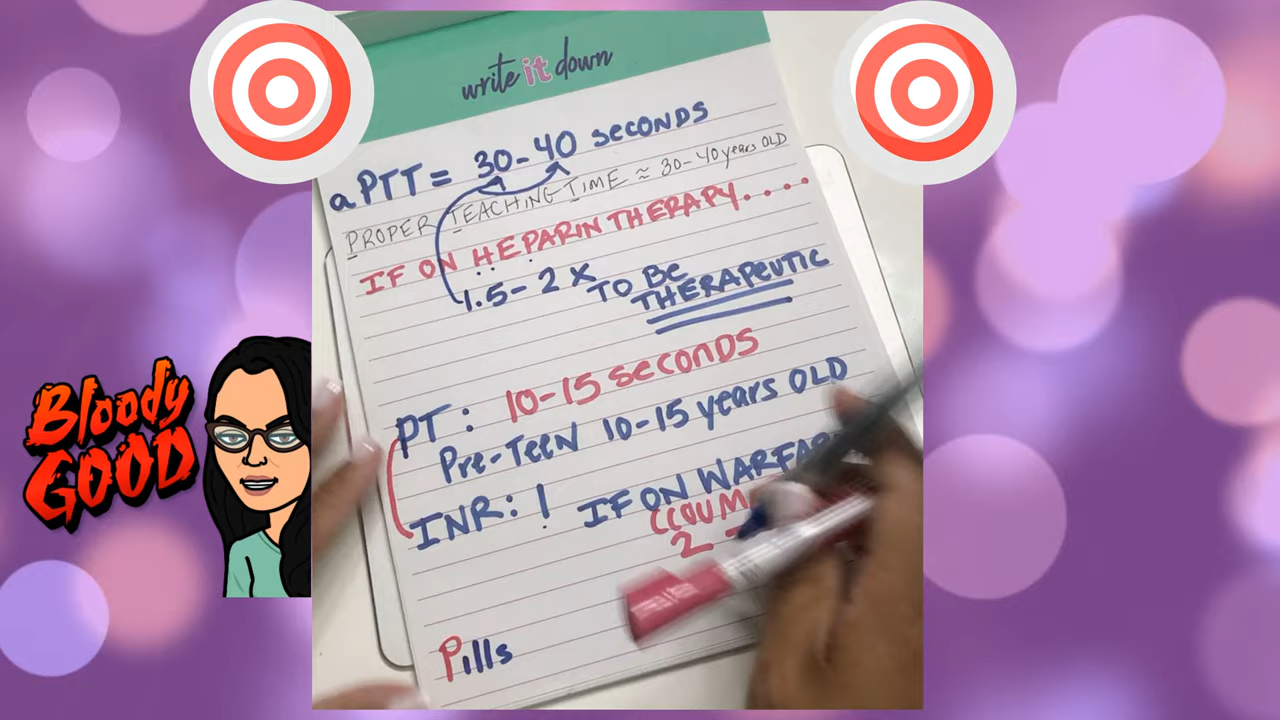 write it down
aPTT = 30-40 seconds
PROPER TEACHING TIME ≈ 30-40 years OLD
IF ON HEPARIN THERAPY....
1.5-2 x TO BE
THERAPEUTIC
PT: 10-15 seconds
Pre-Teen 10-15 years OLD
INR: 1 IF ON
2
Pills
Bloody
GOOD